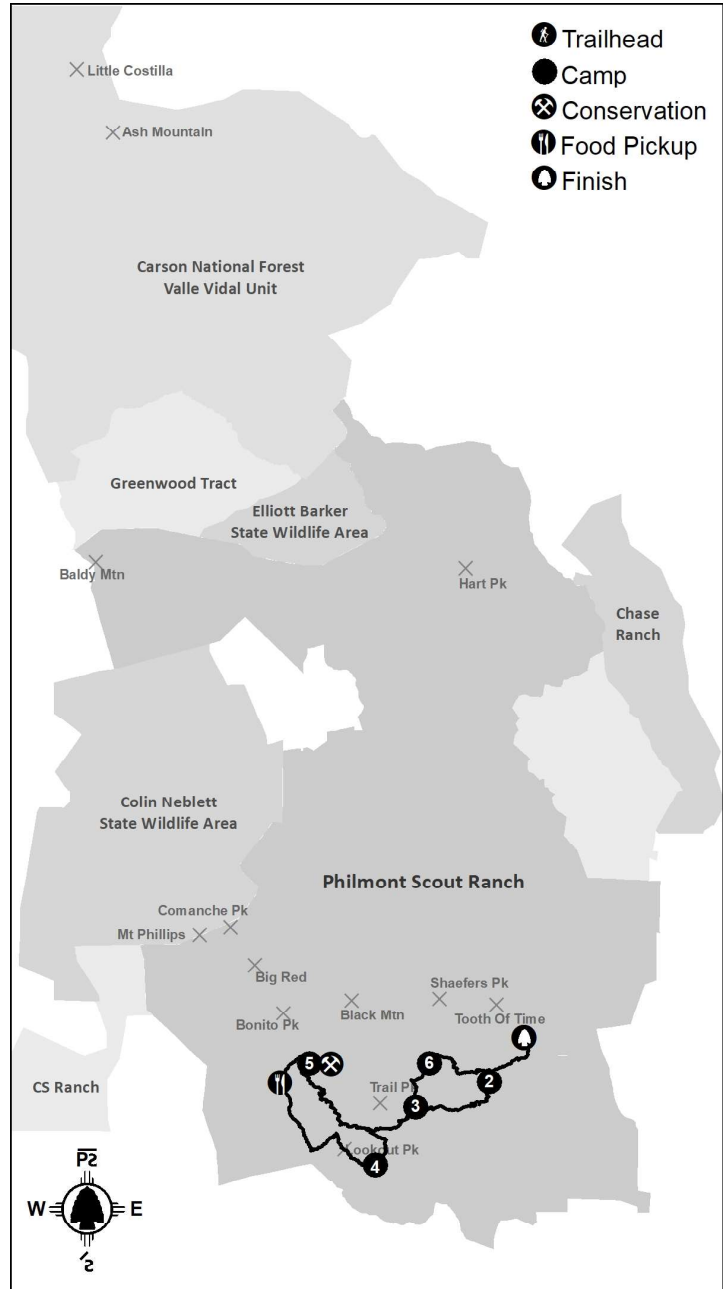 Trailhead
Camp
Conservation
Food Pickup
Finish
Little Costilla
Ash Mountain
Carson National Forest
Valle Vidal Unit
Greenwood Tract
Elliott Barker
State Wildlife Area
Baldy Mtn
Hart Pk
Chase
Ranch
Colin Neblett
State Wildlife Area
Philmont Scout Ranch
Comanche Pk
Mt Phillips
Big Red
Shaefers Pk
Black Mtn
Tooth Of Time
Bonito Pk
CS Ranch
5
6
2
Trail Pk
3
Lookout Pk
4
W
E